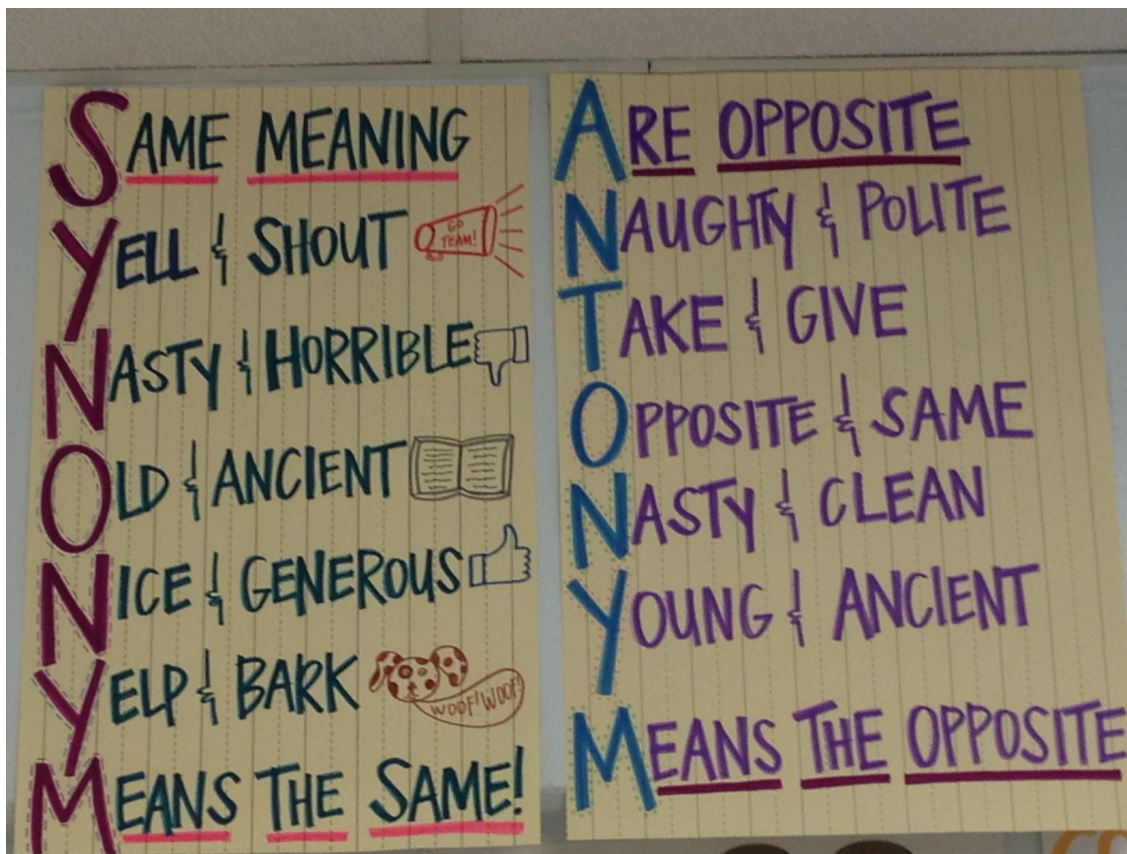 SAME MEANING
YELL & SHOUT
GO
TEAM!
NASTY & HORRIBLE
OLD & ANCIENT
NICE & GENEROUS
YELP & BARK
WOOF! WOOF!
MEANS THE SAME!
ARE OPPOSITE
NAUGHTY & POLITE
TAKE & GIVE
OPPOSITE & SAME
NASTY & CLEAN
YOUNG & ANCIENT
MEANS THE OPPOSITE